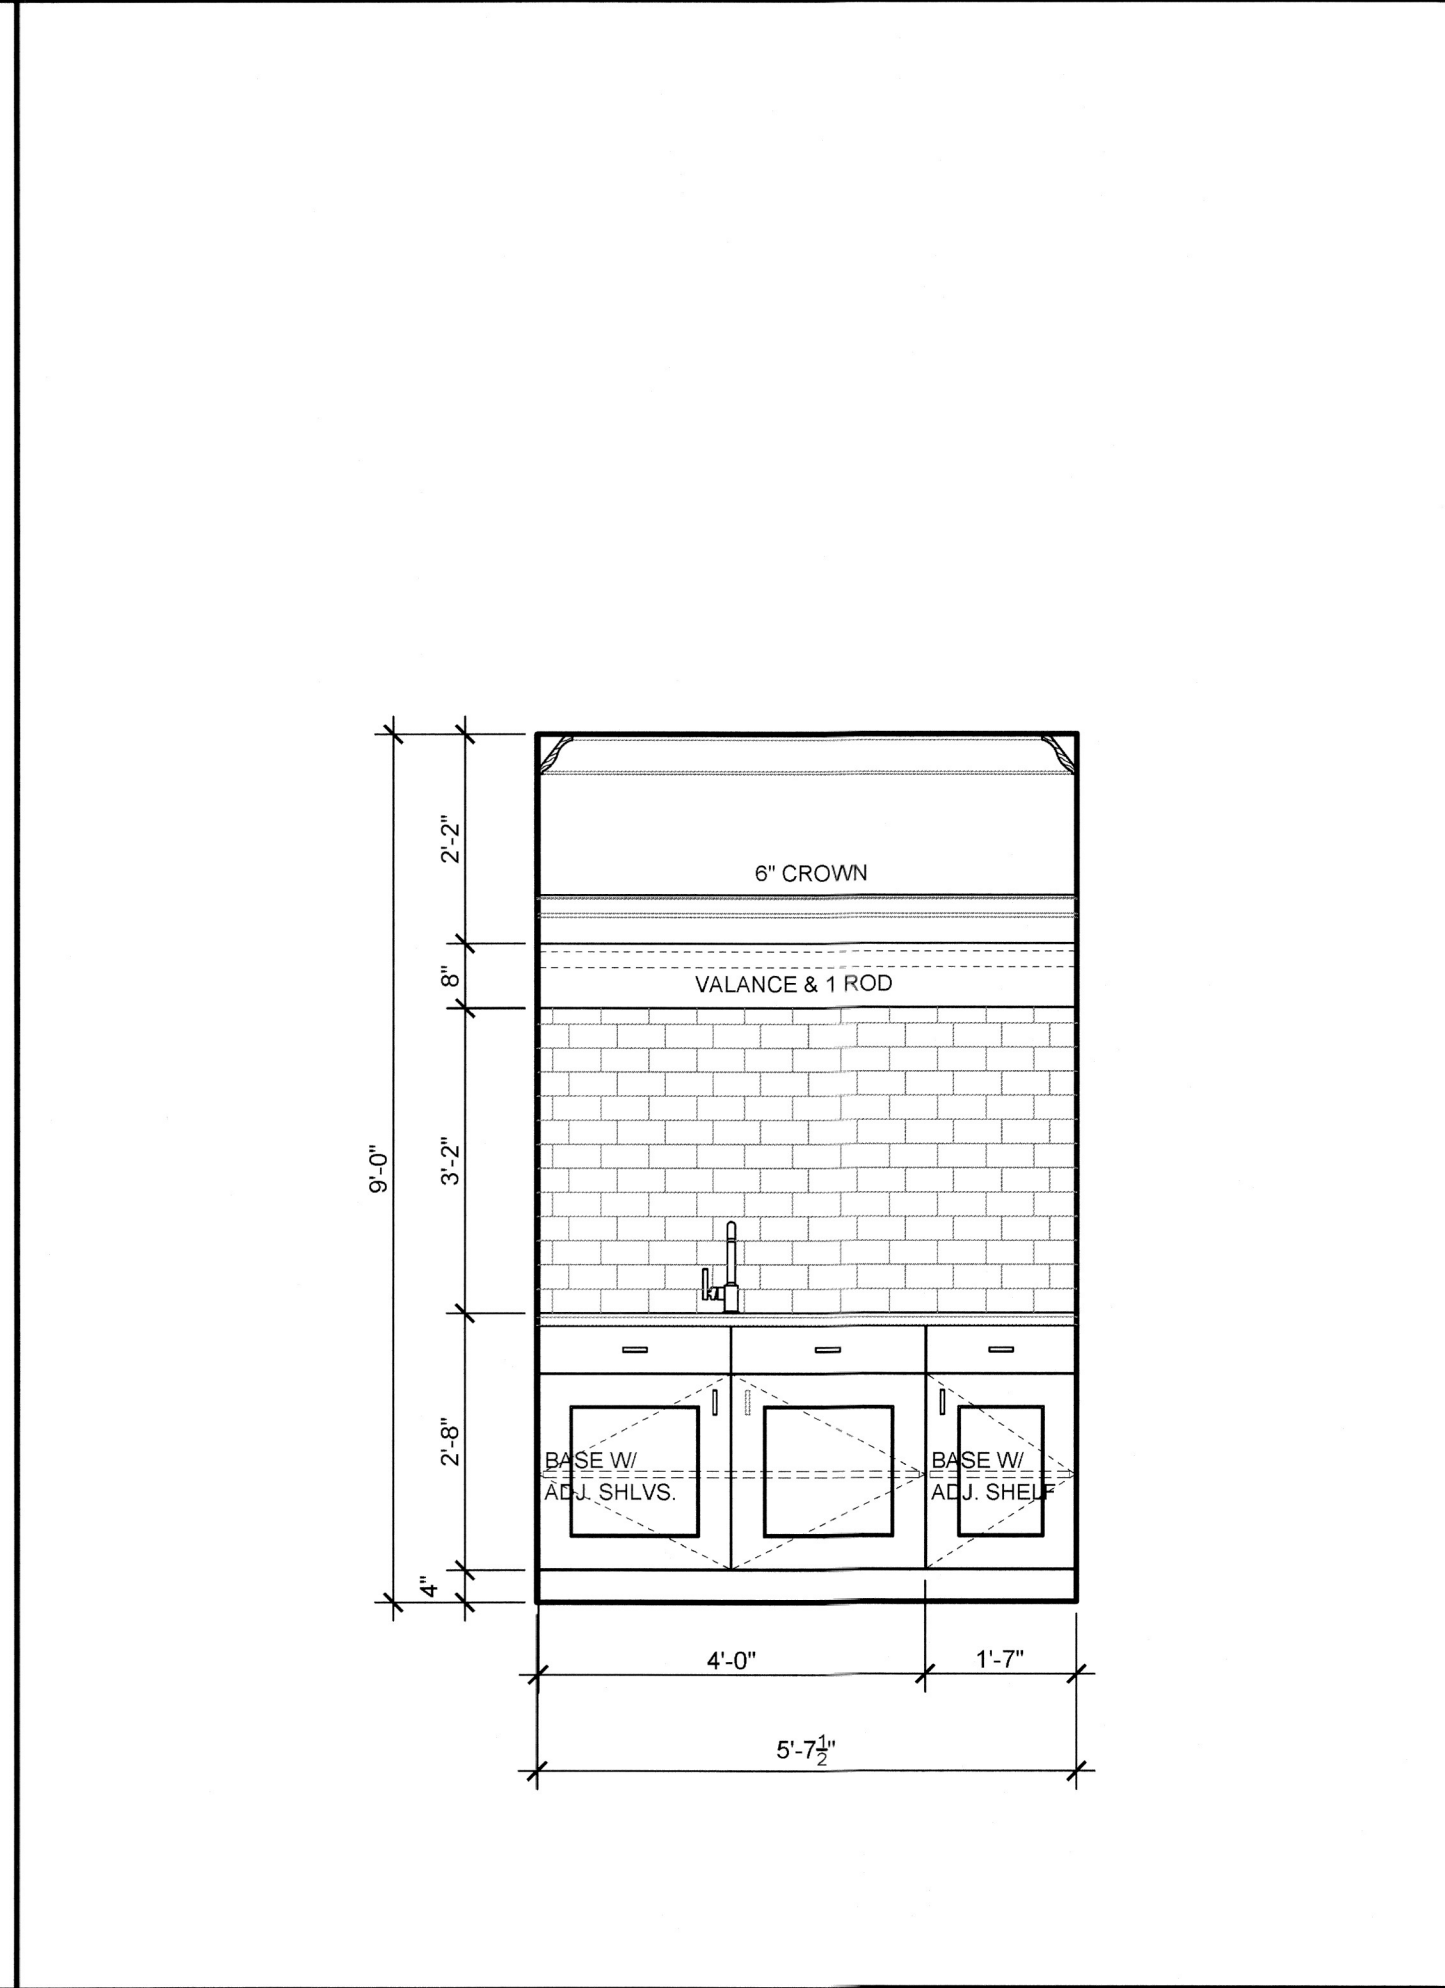 2'-2"
6" CROWN
8"
VALANCE & 1 ROD
9'-0"
3'-2"
2'-8"
BASE W/
ADJ. SHLVS.
BASE W/
ADJ. SHELF
4"
4'-0"
1'-7"
5'-7½"